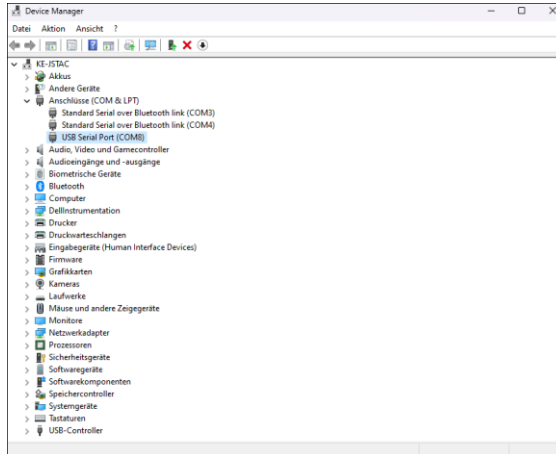 Device Manager
Datei Aktion Ansicht ?
KE-JSTAC
Akkus
Andere Geräte
Anschlüsse (COM & LPT)
Standard Serial over Bluetooth link (COM3)
Standard Serial over Bluetooth link (COM4)
USB Serial Port (COM8)
Audio, Video und Gamecontroller
Audioeingänge und -ausgänge
Biometrische Geräte
Bluetooth
Computer
DellInstrumentation
Drucker
Druckwarteschlangen
Eingabegeräte (Human Interface Devices)
Firmware
Grafikkarten
Kameras
Laufwerke
Mäuse und andere Zeigegeräte
Monitore
Netzwerkadapter
Prozessoren
Sicherheitsgeräte
Softwaregeräte
Softwarekomponenten
Speichercontroller
Systemgeräte
Tastaturen
USB-Controller